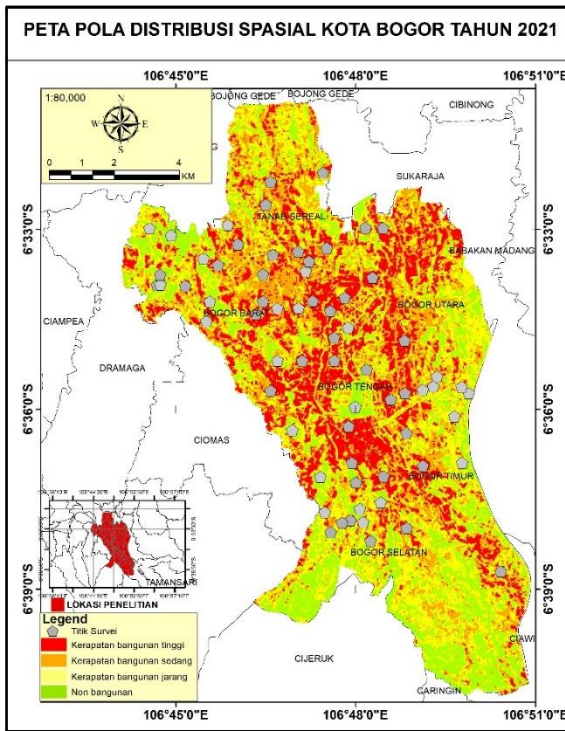 PETA POLA DISTRIBUSI SPASIAL KOTA BOGOR TAHUN 2021
106°45'0"E 106°48'0"E 106°51'0"E
1:80,000
N
W E
S
0 1 2 4
KM
BOJONG GEDE BOJONG GEDE
CIBINONG
SUKARAJA
TANAH SEREAL
6°33'0"S 6°33'0"S
BABAKAN MADANG
BOGOR UTARA
BOGOR BARAT
CIAMPEA
DRAMAGA
BOGOR TENGAH
6°36'0"S 6°36'0"S
CIOMAS
BOGOR TIMUR
BOGOR SELATAN
TAMANSARI
6°39'0"S 6°39'0"S
LOKASI PENELITIAN
Legend
Titik Survei
Kerapatan bangunan tinggi
Kerapatan bangunan sedang
Kerapatan bangunan jarang
Non bangunan
CIAWI
CIJERUK
CARINGIN
106°45'0"E 106°48'0"E 106°51'0"E